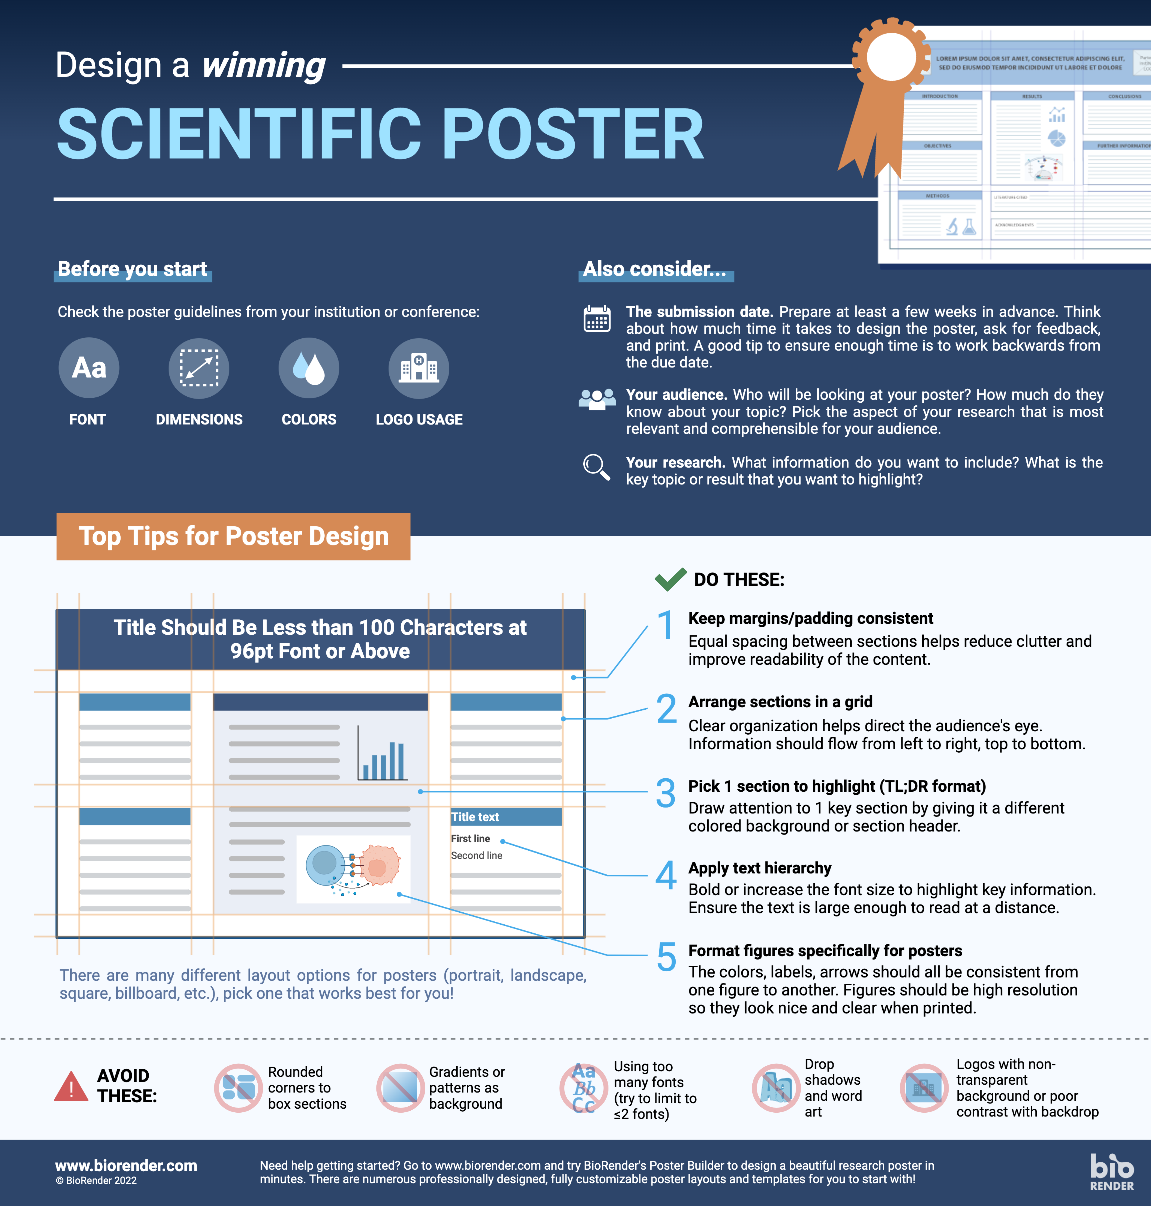 Design a winning
SCIENTIFIC POSTER
LOREM IPSUM DOLOR SIT AMET, CONSECTETUR ADIPISCING ELIT,
SED DO EIUSMOD TEMPOR INCIDIDUNT UT LABORE ET DOLORE
INTRODUCTION
RESULTS
CONCLUSIONS
OBJECTIVES
FURTHER INFORMATION
METHODS
LITERATURE CITED
ACKNOWLEDGEMENTS
Before you start
Check the poster guidelines from your institution or conference:
Aa
H
FONT
DIMENSIONS
COLORS
LOGO USAGE
Also consider...
The submission date. Prepare at least a few weeks in advance. Think
about how much time it takes to design the poster, ask for feedback,
and print. A good tip to ensure enough time is to work backwards from
the due date.
Your audience. Who will be looking at your poster? How much do they
know about your topic? Pick the aspect of your research that is most
relevant and comprehensible for your audience.
Your research. What information do you want to include? What is the
key topic or result that you want to highlight?
Top Tips for Poster Design
Title Should Be Less than 100 Characters at
96pt Font or Above
Title text
First line
Second line
There are many different layout options for posters (portrait, landscape,
square, billboard, etc.), pick one that works best for you!
DO THESE:
1 Keep margins/padding consistent
Equal spacing between sections helps reduce clutter and
improve readability of the content.
2 Arrange sections in a grid
Clear organization helps direct the audience's eye.
Information should flow from left to right, top to bottom.
3 Pick 1 section to highlight (TL;DR format)
Draw attention to 1 key section by giving it a different
colored background or section header.
4 Apply text hierarchy
Bold or increase the font size to highlight key information.
Ensure the text is large enough to read at a distance.
5 Format figures specifically for posters
The colors, labels, arrows should all be consistent from
one figure to another. Figures should be high resolution
so they look nice and clear when printed.
!
AVOID
THESE:
Rounded
corners to
box sections
Gradients or
patterns as
background
Aa
Bb
Cc
Using too
many fonts
(try to limit to
≤2 fonts)
A
Drop
shadows
and word
art
Logos with non-
transparent
background or poor
contrast with backdrop
www.biorender.com
© BioRender 2022
Need help getting started? Go to www.biorender.com and try BioRender's Poster Builder to design a beautiful research poster in
minutes. There are numerous professionally designed, fully customizable poster layouts and templates for you to start with!
bio
RENDER